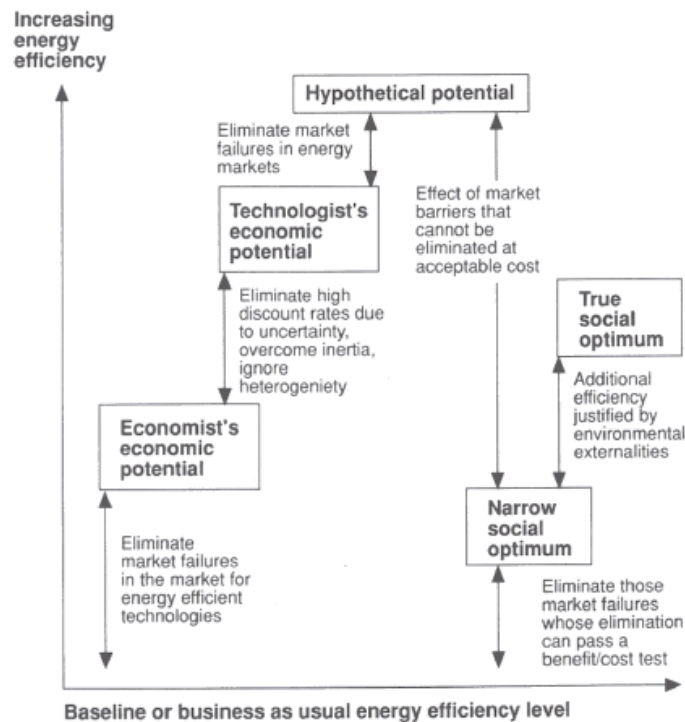 Increasing
energy
efficiency
Hypothetical potential
Eliminate market
failures in energy
markets
Technologist's
economic
potential
Effect of market
barriers that
cannot be
eliminated at
acceptable cost
Eliminate high
discount rates due
to uncertainty,
overcome inertia,
ignore
heterogeniety
True
social
optimum
Additional
efficiency
justified by
environmental
externalities
Economist's
economic
potential
Narrow
social
optimum
Eliminate
market failures
in the market for
energy efficient
technologies
Eliminate those
market failures
whose elimination
can pass a
benefit/cost test
Baseline or business as usual energy efficiency level